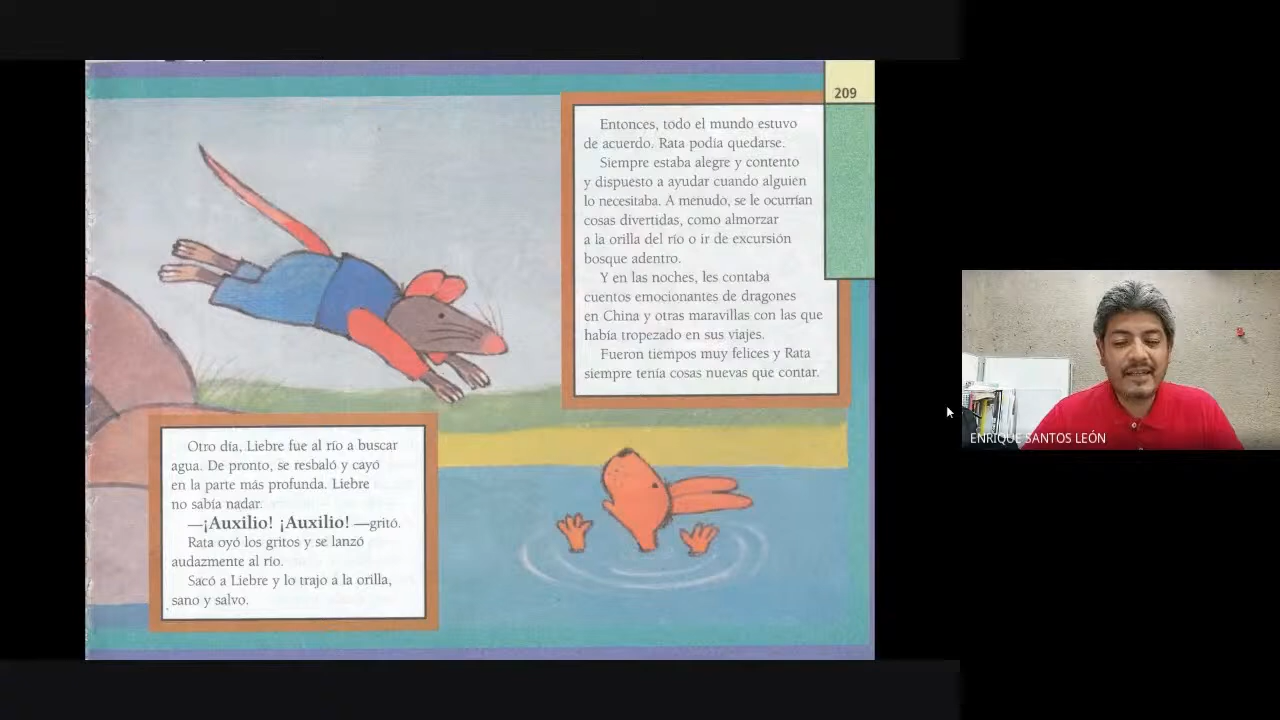 209
Otro día, Liebre fue al río a buscar
agua. De pronto, se resbaló y cayó
en la parte más profunda. Liebre
no sabía nadar.
—¡Auxilio! ¡Auxilio! —gritó.
Rata oyó los gritos y se lanzó
audazmente al río.
Sacó a Liebre y lo trajo a la orilla,
sano y salvo.
Entonces, todo el mundo estuvo
de acuerdo. Rata podía quedarse.
Siempre estaba alegre y contento
y dispuesto a ayudar cuando alguien
lo necesitaba. A menudo, se le ocurrían
cosas divertidas, como almorzar
a la orilla del río o ir de excursión
bosque adentro.
Y en las noches, les contaba
cuentos emocionantes de dragones
en China y otras maravillas con las que
había tropezado en sus viajes.
Fueron tiempos muy felices y Rata
siempre tenía cosas nuevas que contar.
ENRIQUE SANTOS LEÓN